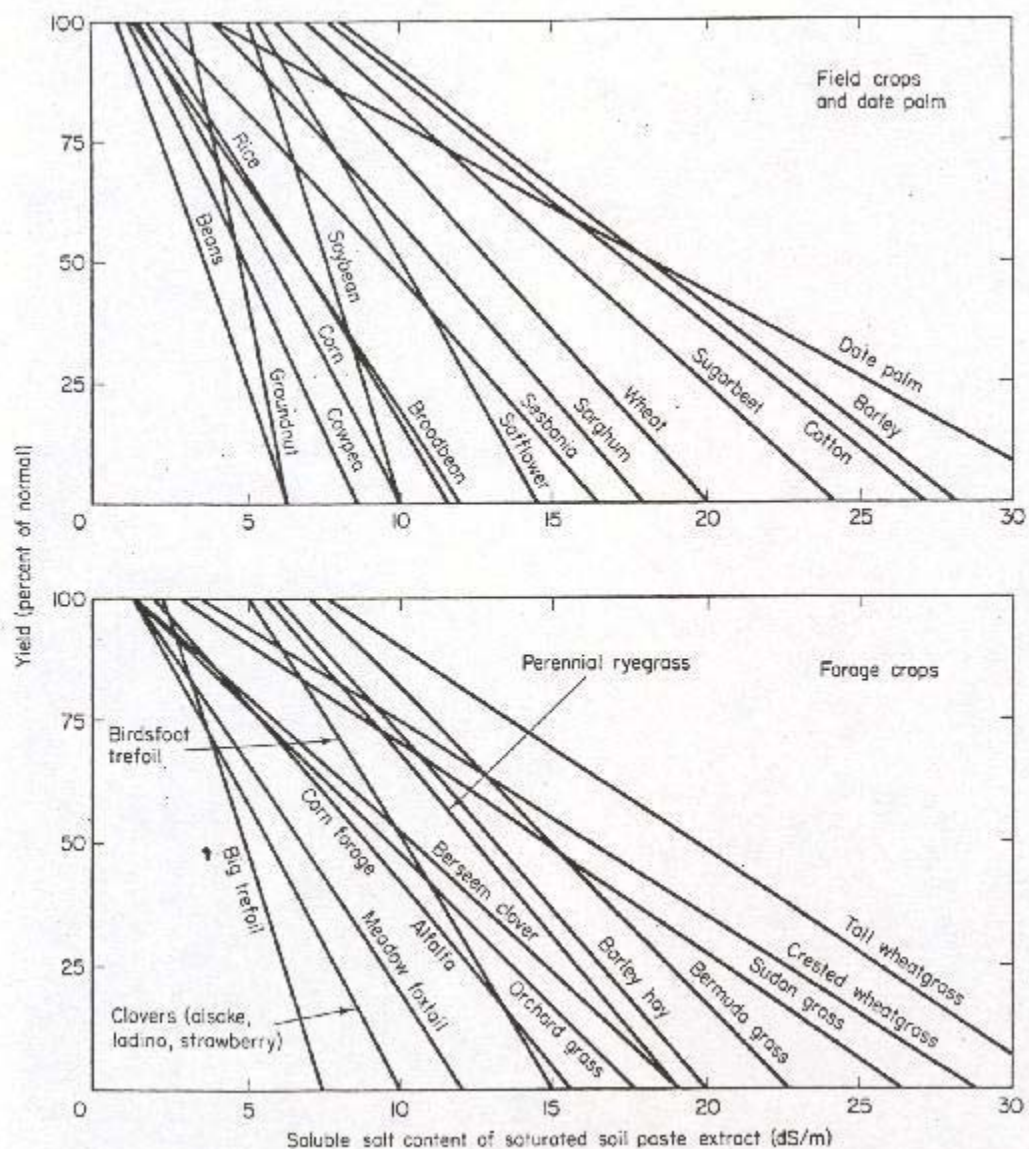 100
75
50
25
0
5
10
15
20
25
30
Field crops
and date palm
Rice
Beans
Soybean
Groundnut
Corn
Cowpea
Broodbean
Safflower
Sesbania
Sorghum
Wheat
Sugarbeet
Cotton
Barley
Date palm
Yield (percent of normal)
100
75
50
25
0
5
10
15
20
25
30
Forage crops
Perennial ryegrass
Birdsfoot
trefoil
Big trefoil
Corn forage
Meadow foxtail
Alfalfa
Orchard grass
Berseem clover
Barley hay
Bermuda grass
Sudan grass
Crested wheatgrass
Tall wheatgrass
Clovers (alsake,
ladino, strawberry)
Soluble salt content of saturated soil paste extract (dS/m)